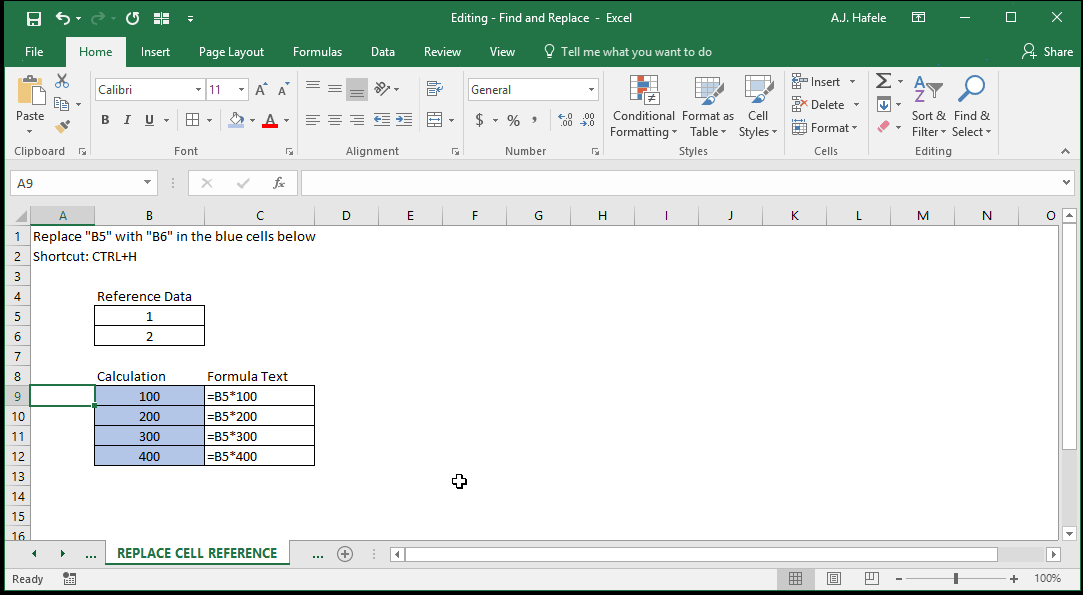 Editing - Find and Replace - Excel
A.J. Hafele
File Home Insert Page Layout Formulas Data Review View Tell me what you want to do Share
Paste
Calibri 11
B I U A
General
$ % ,
Conditional Formatting
Format as Table
Cell Styles
Insert
Delete
Format
Sort & Filter
Find & Select
Clipboard Font Alignment Number Styles Cells Editing
A9 fx
A B C D E F G H I J K L M N O
1 Replace "B5" with "B6" in the blue cells below
2 Shortcut: CTRL+H
3
4 Reference Data
5 1
6 2
7
8 Calculation Formula Text
9 100 =B5*100
10 200 =B5*200
11 300 =B5*300
12 400 =B5*400
13
14
15
16
... REPLACE CELL REFERENCE ...
Ready 100%